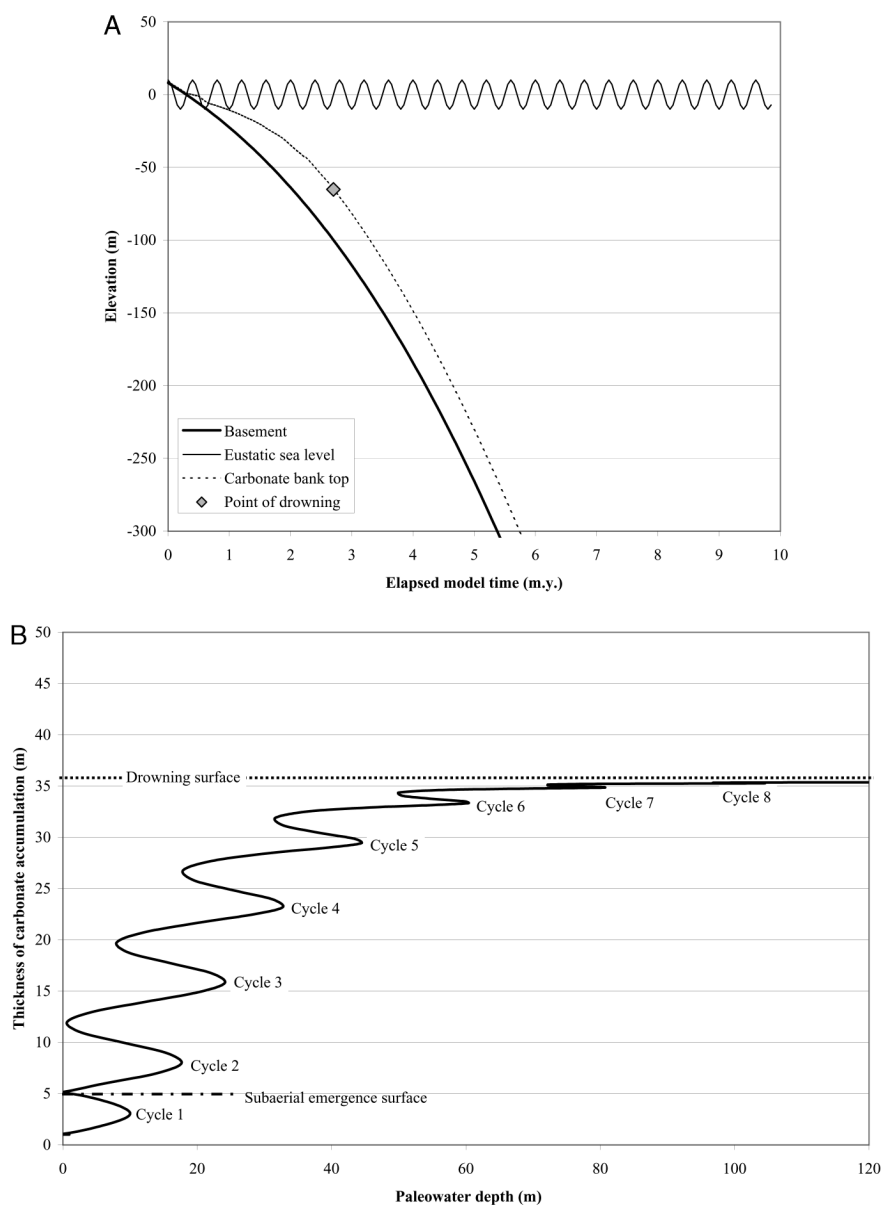 A
50
0
-50
-100
-150
-200
-250
-300
Elevation (m)
Basement
Eustatic sea level
Carbonate bank top
Point of drowning
0 1 2 3 4 5 6 7 8 9 10
Elapsed model time (m.y.)
B
50
45
40
35
30
25
20
15
10
5
0
Thickness of carbonate accumulation (m)
Drowning surface
Cycle 8
Cycle 7
Cycle 6
Cycle 5
Cycle 4
Cycle 3
Cycle 2
Subaerial emergence surface
Cycle 1
0 20 40 60 80 100 120
Paleowater depth (m)